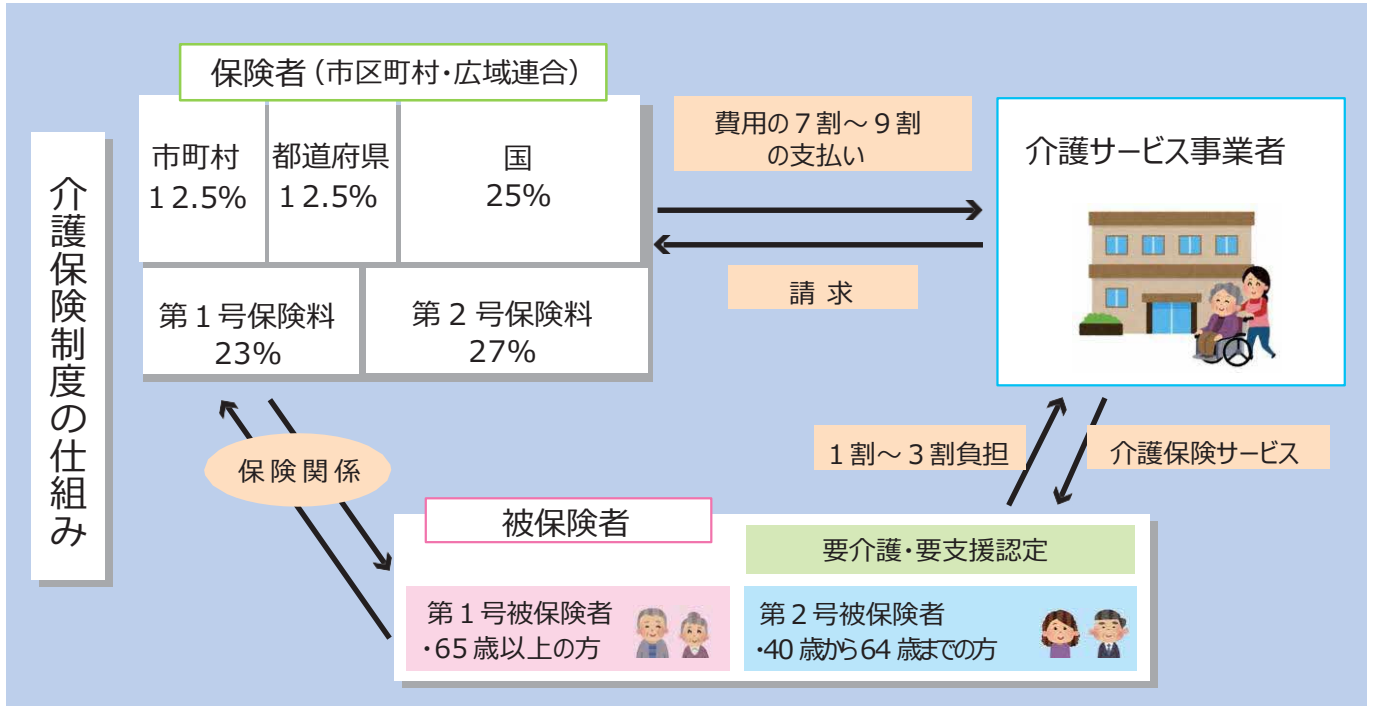 介護保険制度の仕組み
保険者(市区町村・広域連合)
市町村
12.5%
都道府県
12.5%
国
25%
第1号保険料
23%
第2号保険料
27%
費用の7割~9割
の支払い
請求
介護サービス事業者
保険関係
1割~3割負担
介護保険サービス
被保険者
要介護・要支援認定
第1号被保険者
・65歳以上の方
第2号被保険者
・40歳から64歳までの方